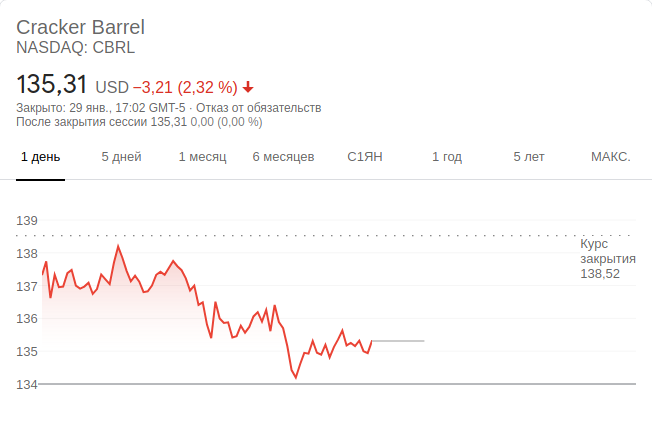 Cracker Barrel
NASDAQ: CBRL
135,31 USD −3,21 (2,32 %)
Закрыто: 29 янв., 17:02 GMT-5 · Отказ от обязательств
После закрытия сессии 135,31 0,00 (0,00 %)
1 день 5 дней 1 месяц 6 месяцев С1ЯН 1 год 5 лет МАКС.
139
138
137
136
135
134
Курс
закрытия
138,52